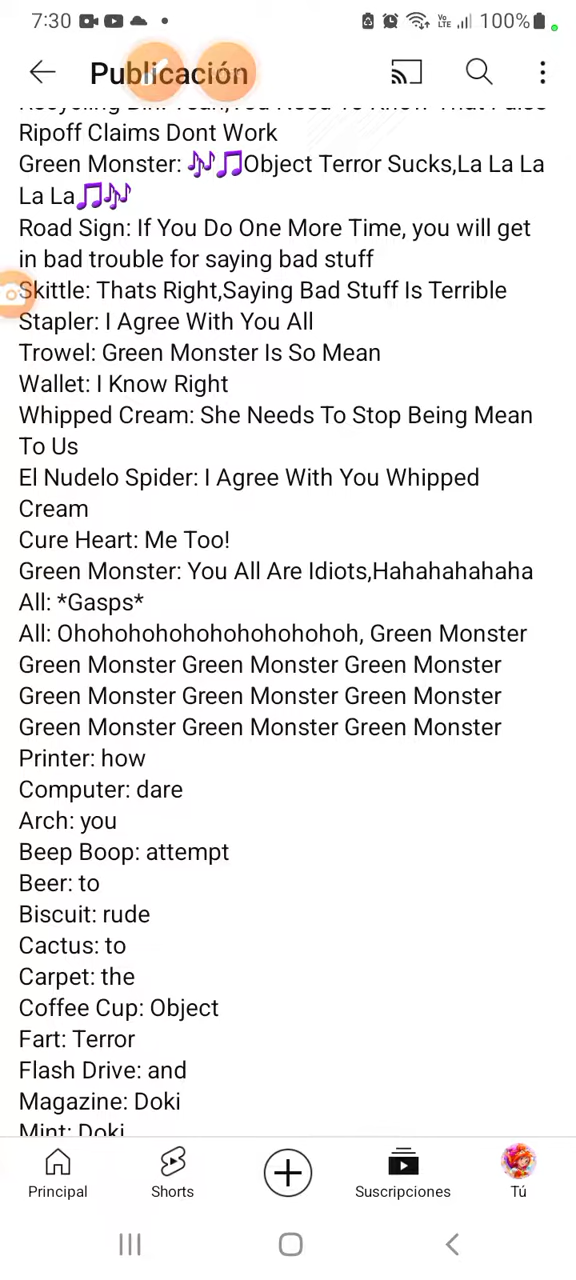 7:30 100%
Publicación
Ripoff Claims Dont Work
Green Monster: 🎶🎵Object Terror Sucks,La La La
La La🎵🎶
Road Sign: If You Do One More Time, you will get
in bad trouble for saying bad stuff
Skittle: Thats Right,Saying Bad Stuff Is Terrible
Stapler: I Agree With You All
Trowel: Green Monster Is So Mean
Wallet: I Know Right
Whipped Cream: She Needs To Stop Being Mean
To Us
El Nudelo Spider: I Agree With You Whipped
Cream
Cure Heart: Me Too!
Green Monster: You All Are Idiots,Hahahahahaha
All: *Gasps*
All: Ohohohohohohohohohoh, Green Monster
Green Monster Green Monster Green Monster
Green Monster Green Monster Green Monster
Green Monster Green Monster Green Monster
Printer: how
Computer: dare
Arch: you
Beep Boop: attempt
Beer: to
Biscuit: rude
Cactus: to
Carpet: the
Coffee Cup: Object
Fart: Terror
Flash Drive: and
Magazine: Doki
Mint: Doki
Principal Shorts Suscripciones Tú